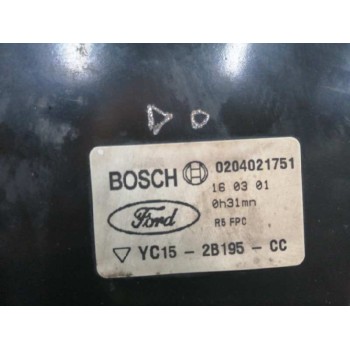 BOSCH 0204021751
16 03 01
0h31mn
Ford R5 FPC
YC15 - 2B195 - CC